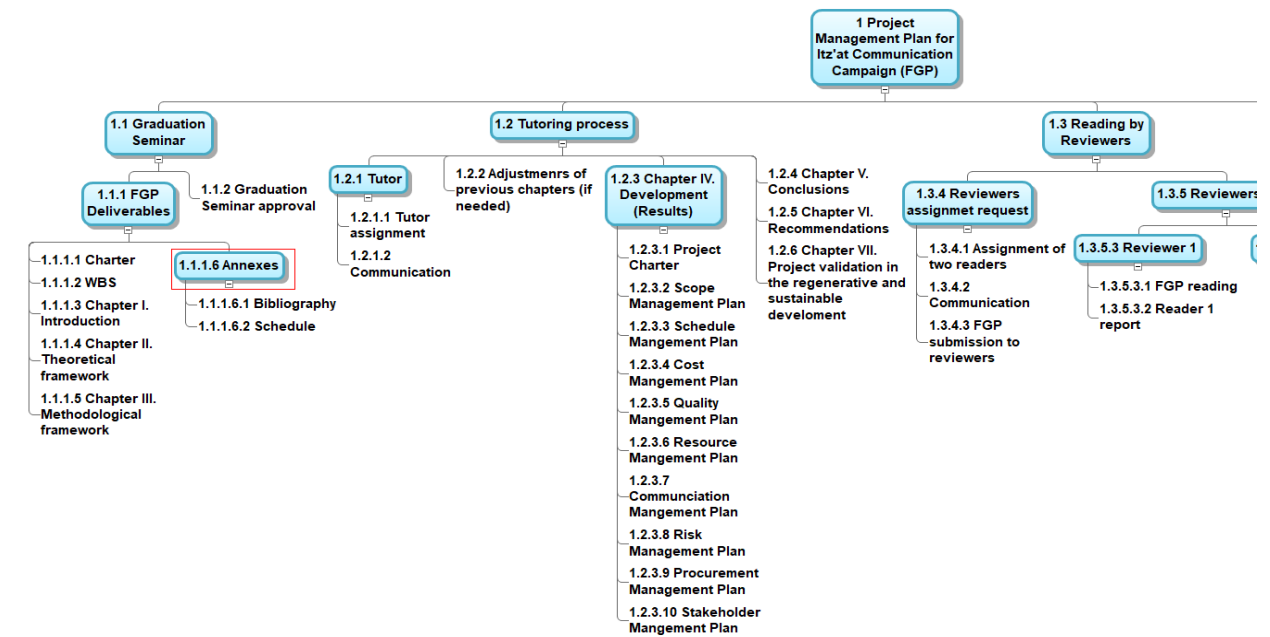 1 Project
Management Plan for
Itz'at Communication
Campaign (FGP)
1.1 Graduation
Seminar
1.1.1 FGP
Deliverables
1.1.1.1 Charter
1.1.1.2 WBS
1.1.1.3 Chapter I.
Introduction
1.1.1.4 Chapter II.
Theoretical
framework
1.1.1.5 Chapter III.
Methodological
framework
1.1.1.6 Annexes
1.1.1.6.1 Bibliography
1.1.1.6.2 Schedule
1.1.2 Graduation
Seminar approval
1.2 Tutoring process
1.2.1 Tutor
1.2.1.1 Tutor
assignment
1.2.1.2
Communication
1.2.2 Adjustmenrs of
previous chapters (if
needed)
1.2.3 Chapter IV.
Development
(Results)
1.2.3.1 Project
Charter
1.2.3.2 Scope
Management Plan
1.2.3.3 Schedule
Mangement Plan
1.2.3.4 Cost
Mangement Plan
1.2.3.5 Quality
Mangement Plan
1.2.3.6 Resource
Mangement Plan
1.2.3.7
Communciation
Mangement Plan
1.2.3.8 Risk
Management Plan
1.2.3.9 Procurement
Management Plan
1.2.3.10 Stakeholder
Mangement Plan
1.2.4 Chapter V.
Conclusions
1.2.5 Chapter VI.
Recommendations
1.2.6 Chapter VII.
Project validation in
the regenerative and
sustainable
develoment
1.3 Reading by
Reviewers
1.3.4 Reviewers
assignmet request
1.3.4.1 Assignment of
two readers
1.3.4.2
Communication
1.3.4.3 FGP
submission to
reviewers
1.3.5 Reviewers
1.3.5.3 Reviewer 1
1.3.5.3.1 FGP reading
1.3.5.3.2 Reader 1
report